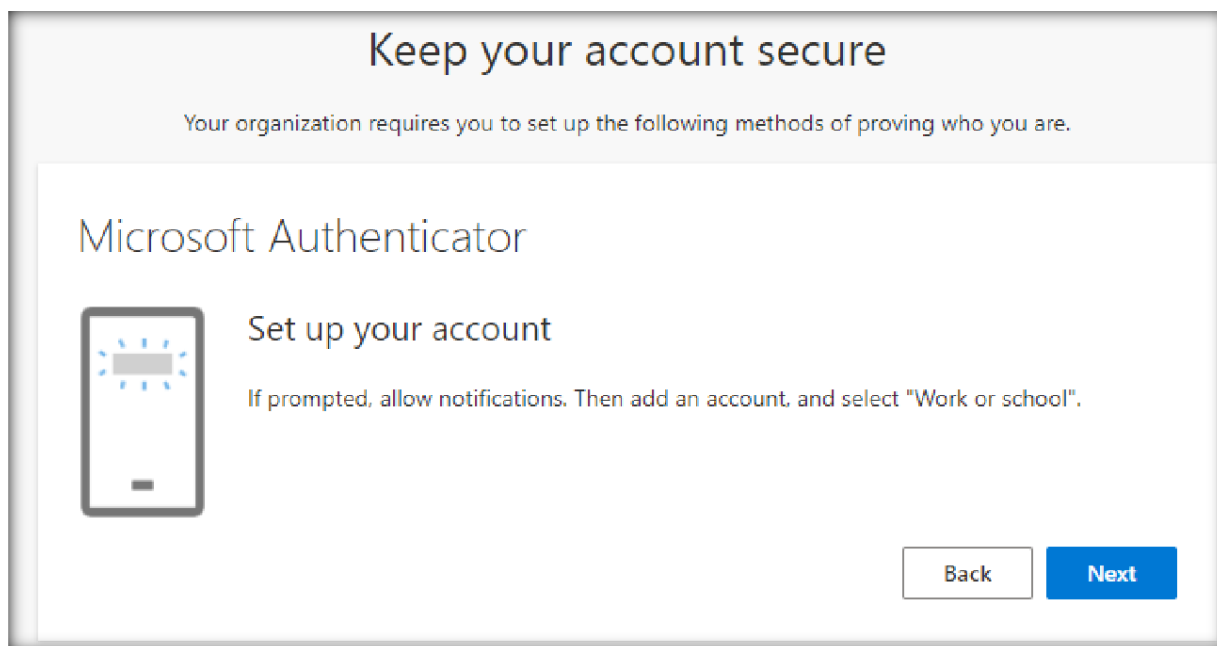 Keep your account secure
Your organization requires you to set up the following methods of proving who you are.
Microsoft Authenticator
Set up your account
If prompted, allow notifications. Then add an account, and select "Work or school".
Back
Next